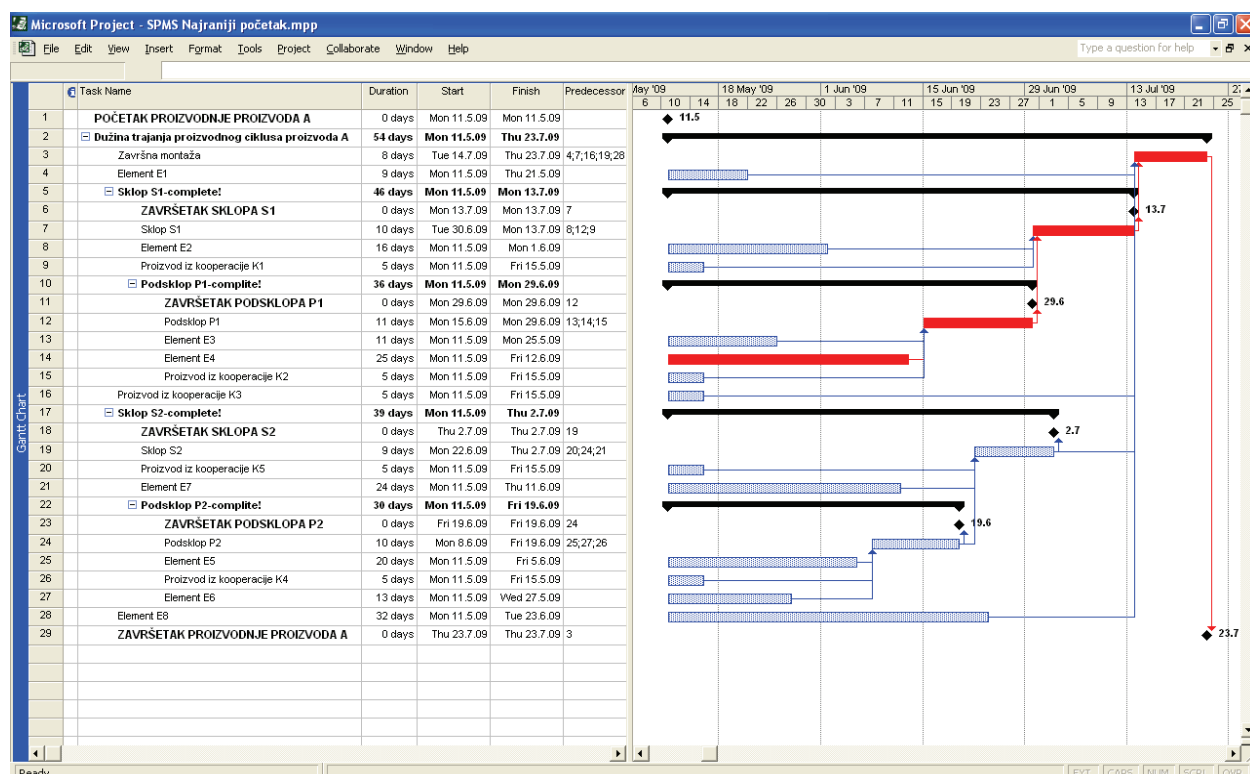 Microsoft Project - SPMS Najraniji početak.mpp
File Edit View Insert Format Tools Project Collaborate Window Help Type a question for help
Task Name Duration Start Finish Predecessor May '09 18 May '09 1 Jun '09 15 Jun '09 29 Jun '09 13 Jul '09 27
6 10 14 18 22 26 30 3 7 11 15 19 23 27 1 5 9 13 17 21 25
1 POČETAK PROIZVODNJE PROIZVODA A 0 days Mon 11.5.09 Mon 11.5.09 11.5
2 Dužina trajanja proizvodnog ciklusa proizvoda A 54 days Mon 11.5.09 Thu 23.7.09
3 Završna montaža 8 days Tue 14.7.09 Thu 23.7.09 4;7;16;19;28
4 Element E1 9 days Mon 11.5.09 Thu 21.5.09
5 Sklop S1-complete! 46 days Mon 11.5.09 Mon 13.7.09
6 ZAVRŠETAK SKLOPA S1 0 days Mon 13.7.09 Mon 13.7.09 7 13.7
7 Sklop S1 10 days Tue 30.6.09 Mon 13.7.09 8;12;9
8 Element E2 16 days Mon 11.5.09 Mon 1.6.09
9 Proizvod iz kooperacije K1 5 days Mon 11.5.09 Fri 15.5.09
10 Podsklop P1-complite! 36 days Mon 11.5.09 Mon 29.6.09
11 ZAVRŠETAK PODSKLOPA P1 0 days Mon 29.6.09 Mon 29.6.09 12 29.6
12 Podsklop P1 11 days Mon 15.6.09 Mon 29.6.09 13;14;15
13 Element E3 11 days Mon 11.5.09 Mon 25.5.09
14 Element E4 25 days Mon 11.5.09 Fri 12.6.09
15 Proizvod iz kooperacije K2 5 days Mon 11.5.09 Fri 15.5.09
16 Proizvod iz kooperacije K3 5 days Mon 11.5.09 Fri 15.5.09
17 Sklop S2-complete! 39 days Mon 11.5.09 Thu 2.7.09
18 ZAVRŠETAK SKLOPA S2 0 days Thu 2.7.09 Thu 2.7.09 19 2.7
19 Sklop S2 9 days Mon 22.6.09 Thu 2.7.09 20;24;21
20 Proizvod iz kooperacije K5 5 days Mon 11.5.09 Fri 15.5.09
21 Element E7 24 days Mon 11.5.09 Thu 11.6.09
22 Podsklop P2-complite! 30 days Mon 11.5.09 Fri 19.6.09
23 ZAVRŠETAK PODSKLOPA P2 0 days Fri 19.6.09 Fri 19.6.09 24 19.6
24 Podsklop P2 10 days Mon 8.6.09 Fri 19.6.09 25;27;26
25 Element E5 20 days Mon 11.5.09 Fri 5.6.09
26 Proizvod iz kooperacije K4 5 days Mon 11.5.09 Fri 15.5.09
27 Element E6 13 days Mon 11.5.09 Wed 27.5.09
28 Element E8 32 days Mon 11.5.09 Tue 23.6.09
29 ZAVRŠETAK PROIZVODNJE PROIZVODA A 0 days Thu 23.7.09 Thu 23.7.09 3 23.7
Gantt Chart
Ready EXT CAPS NUM SCRL OVR